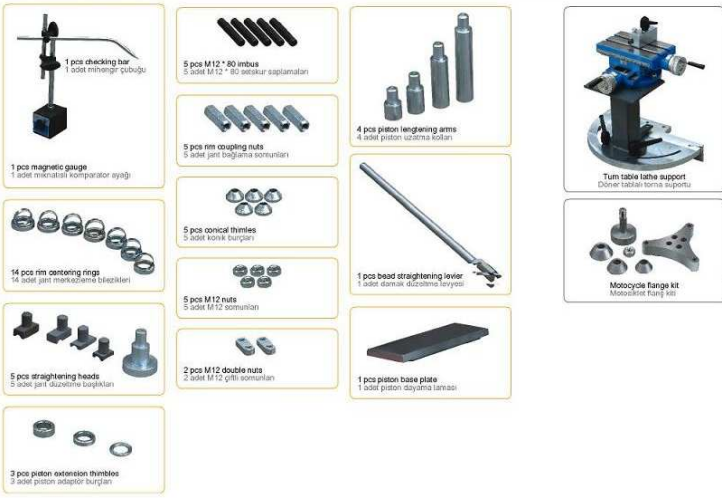 1 pcs checking bar
1 adet mihengir çubuğu
1 pcs magnetic gauge
1 adet mıknatıslı komparatör ayağı
14 pcs rim centering rings
14 adet jant merkezleme bilezikleri
5 pcs straightening heads
5 adet jant düzeltme başlıkları
3 pcs piston extension thimbles
3 adet piston adaptör burçları
5 pcs M12 * 80 imbus
5 adet M12 * 80 setskur saplamaları
5 pcs rim coupling nuts
5 adet jant bağlama somunları
5 pcs conical thimles
5 adet konik burçları
5 pcs M12 nuts
5 adet M12 somunları
2 pcs M12 double nuts
2 adet M12 çiftli somunları
4 pcs piston lengtening arms
4 adet piston uzatma kolları
1 pcs bead straightening levier
1 adet damak düzeltme levyesi
1 pcs piston base plate
1 adet piston dayama laması
Turn table lathe support
Döner tablalı torna suportu
Motocycle flange kit
Motosiklet flanş kiti